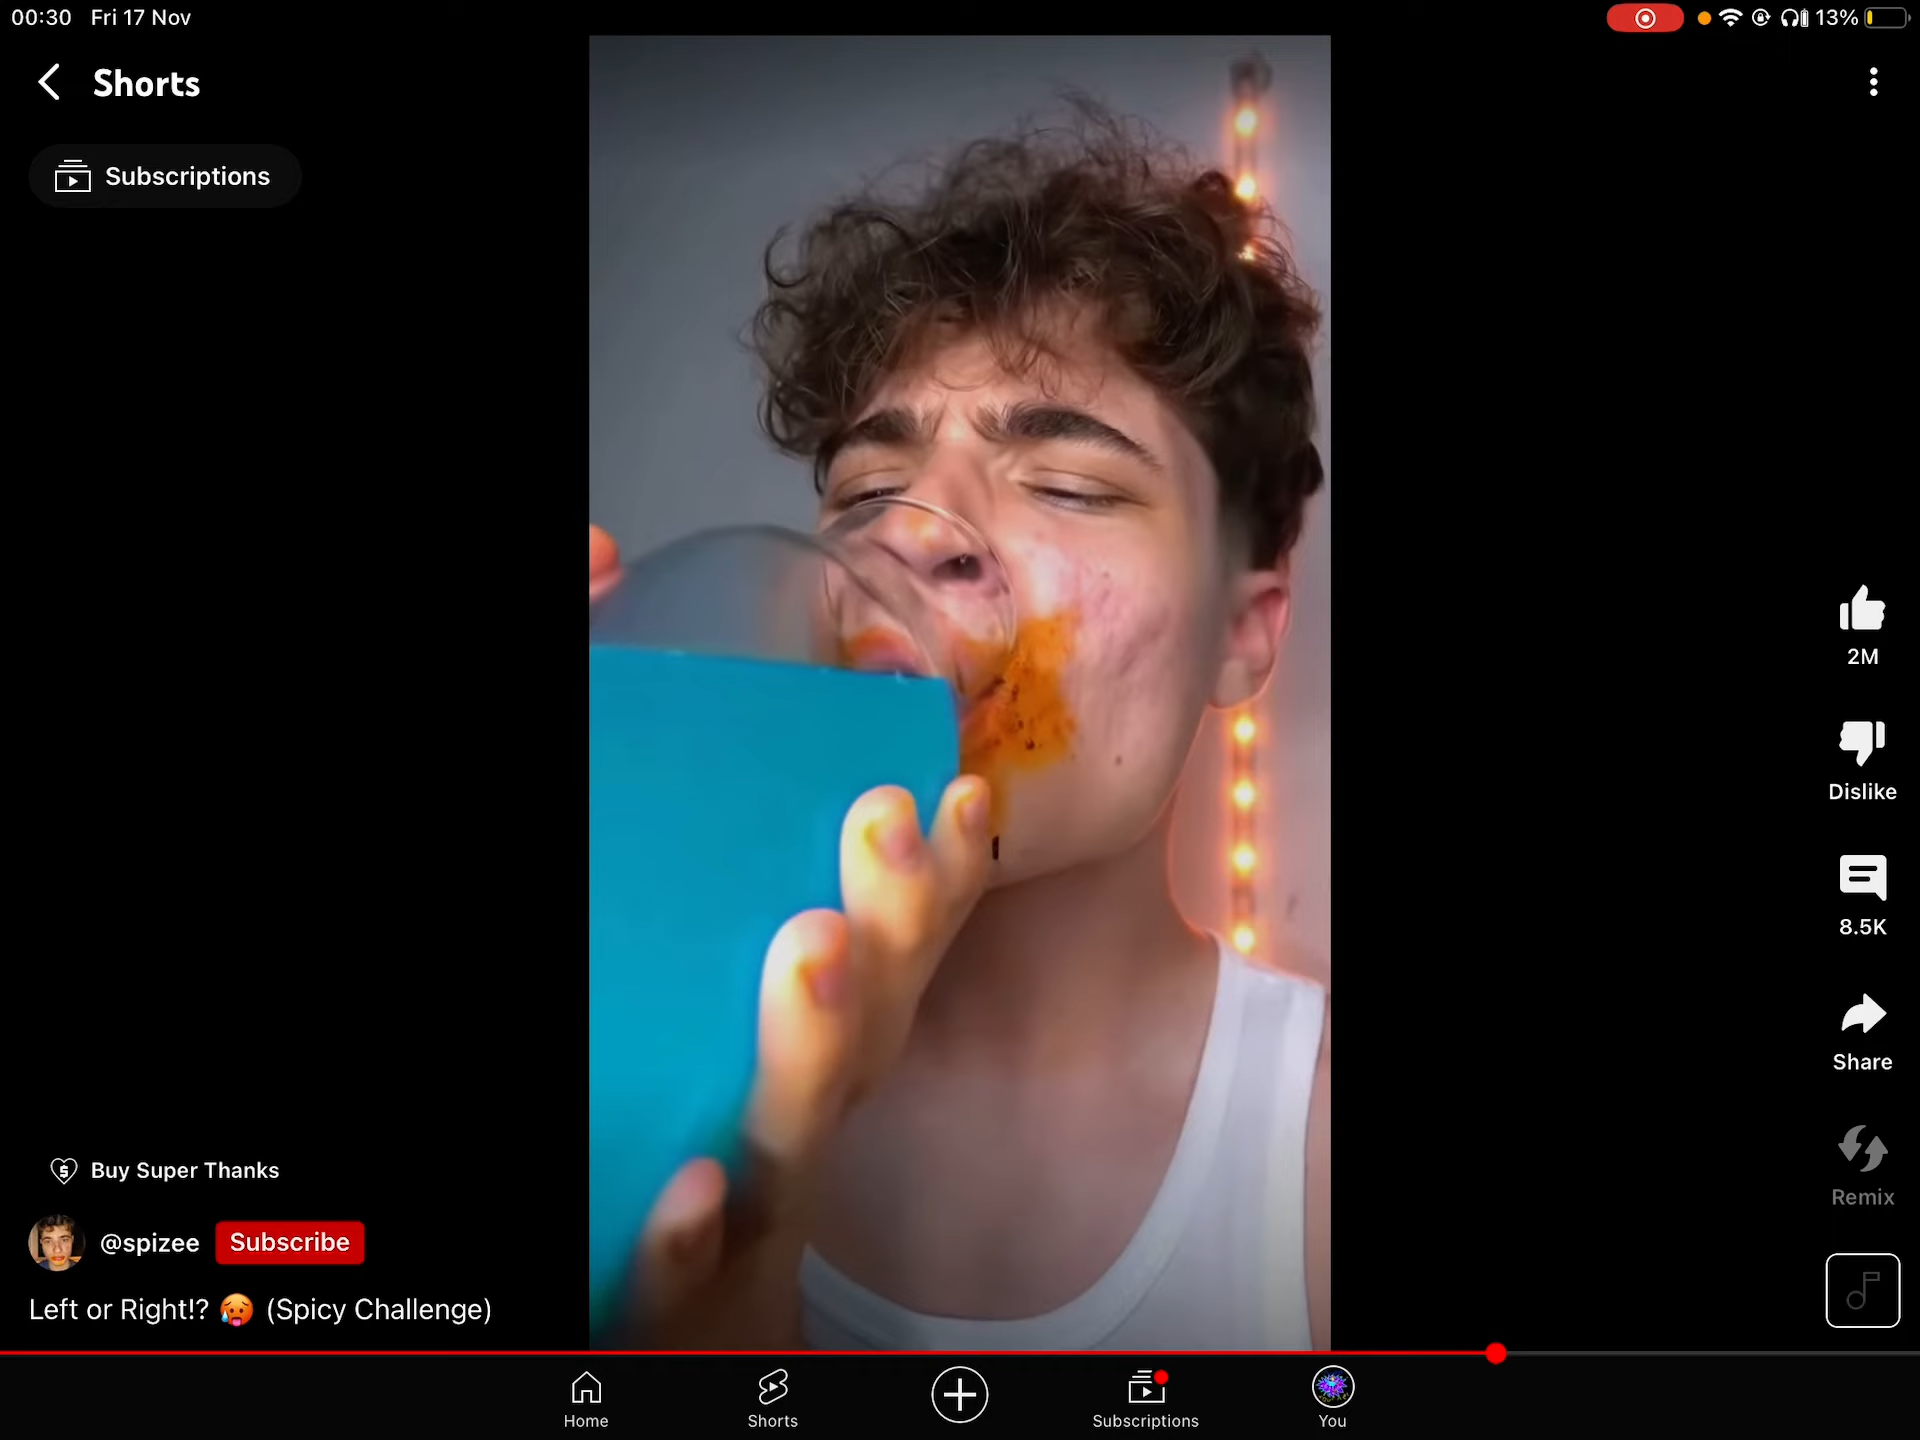 00:30 Fri 17 Nov
13%
Shorts
Subscriptions
2M
Dislike
8.5K
Share
Remix
Buy Super Thanks
@spizee Subscribe
Left or Right!? 🥵 (Spicy Challenge)
Home Shorts Subscriptions You